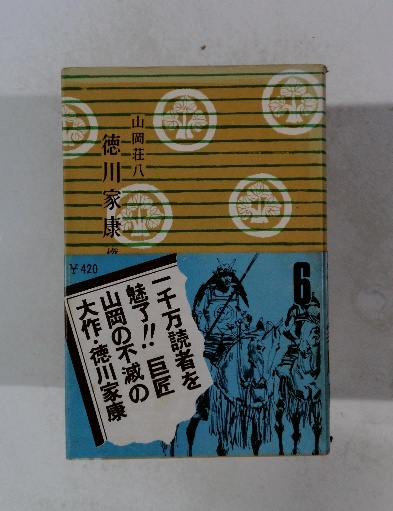 山岡荘八
徳川家康
¥420
6
一千万読者を
魅了!! 巨匠
山岡の不滅の
大作・徳川家康